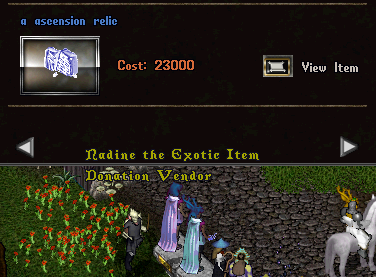 a ascension relic
Cost: 23000
View Item
Nadine the Exotic Item
Donation Vendor